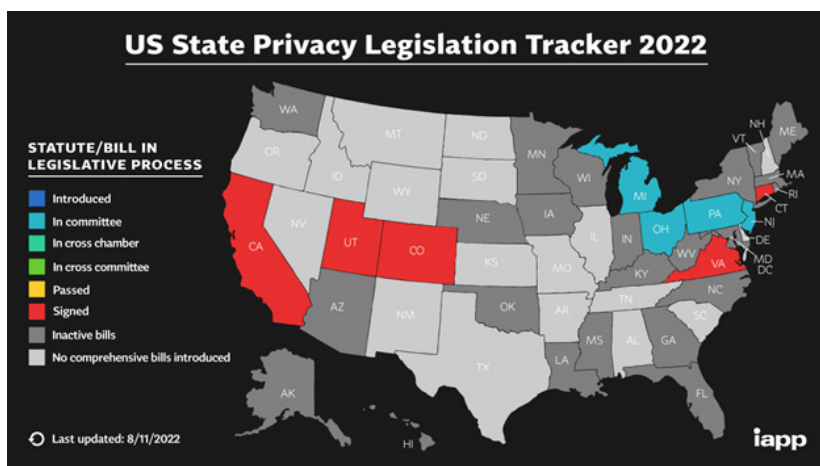 US State Privacy Legislation Tracker 2022
STATUTE/BILL IN
LEGISLATIVE PROCESS
Introduced
In committee
In cross chamber
In cross committee
Passed
Signed
Inactive bills
No comprehensive bills introduced
Last updated: 8/11/2022
WA
MT
ND
MN
OR
ID
SD
WI
WY
MI
NY
VT
NH
ME
MA
RI
CT
NE
IA
PA
NJ
NV
UT
CO
IL
IN
OH
DE
MD
DC
CA
KS
MO
KY
WV
VA
AZ
NM
OK
AR
TN
NC
SC
TX
LA
MS
AL
GA
FL
AK
HI
iapp